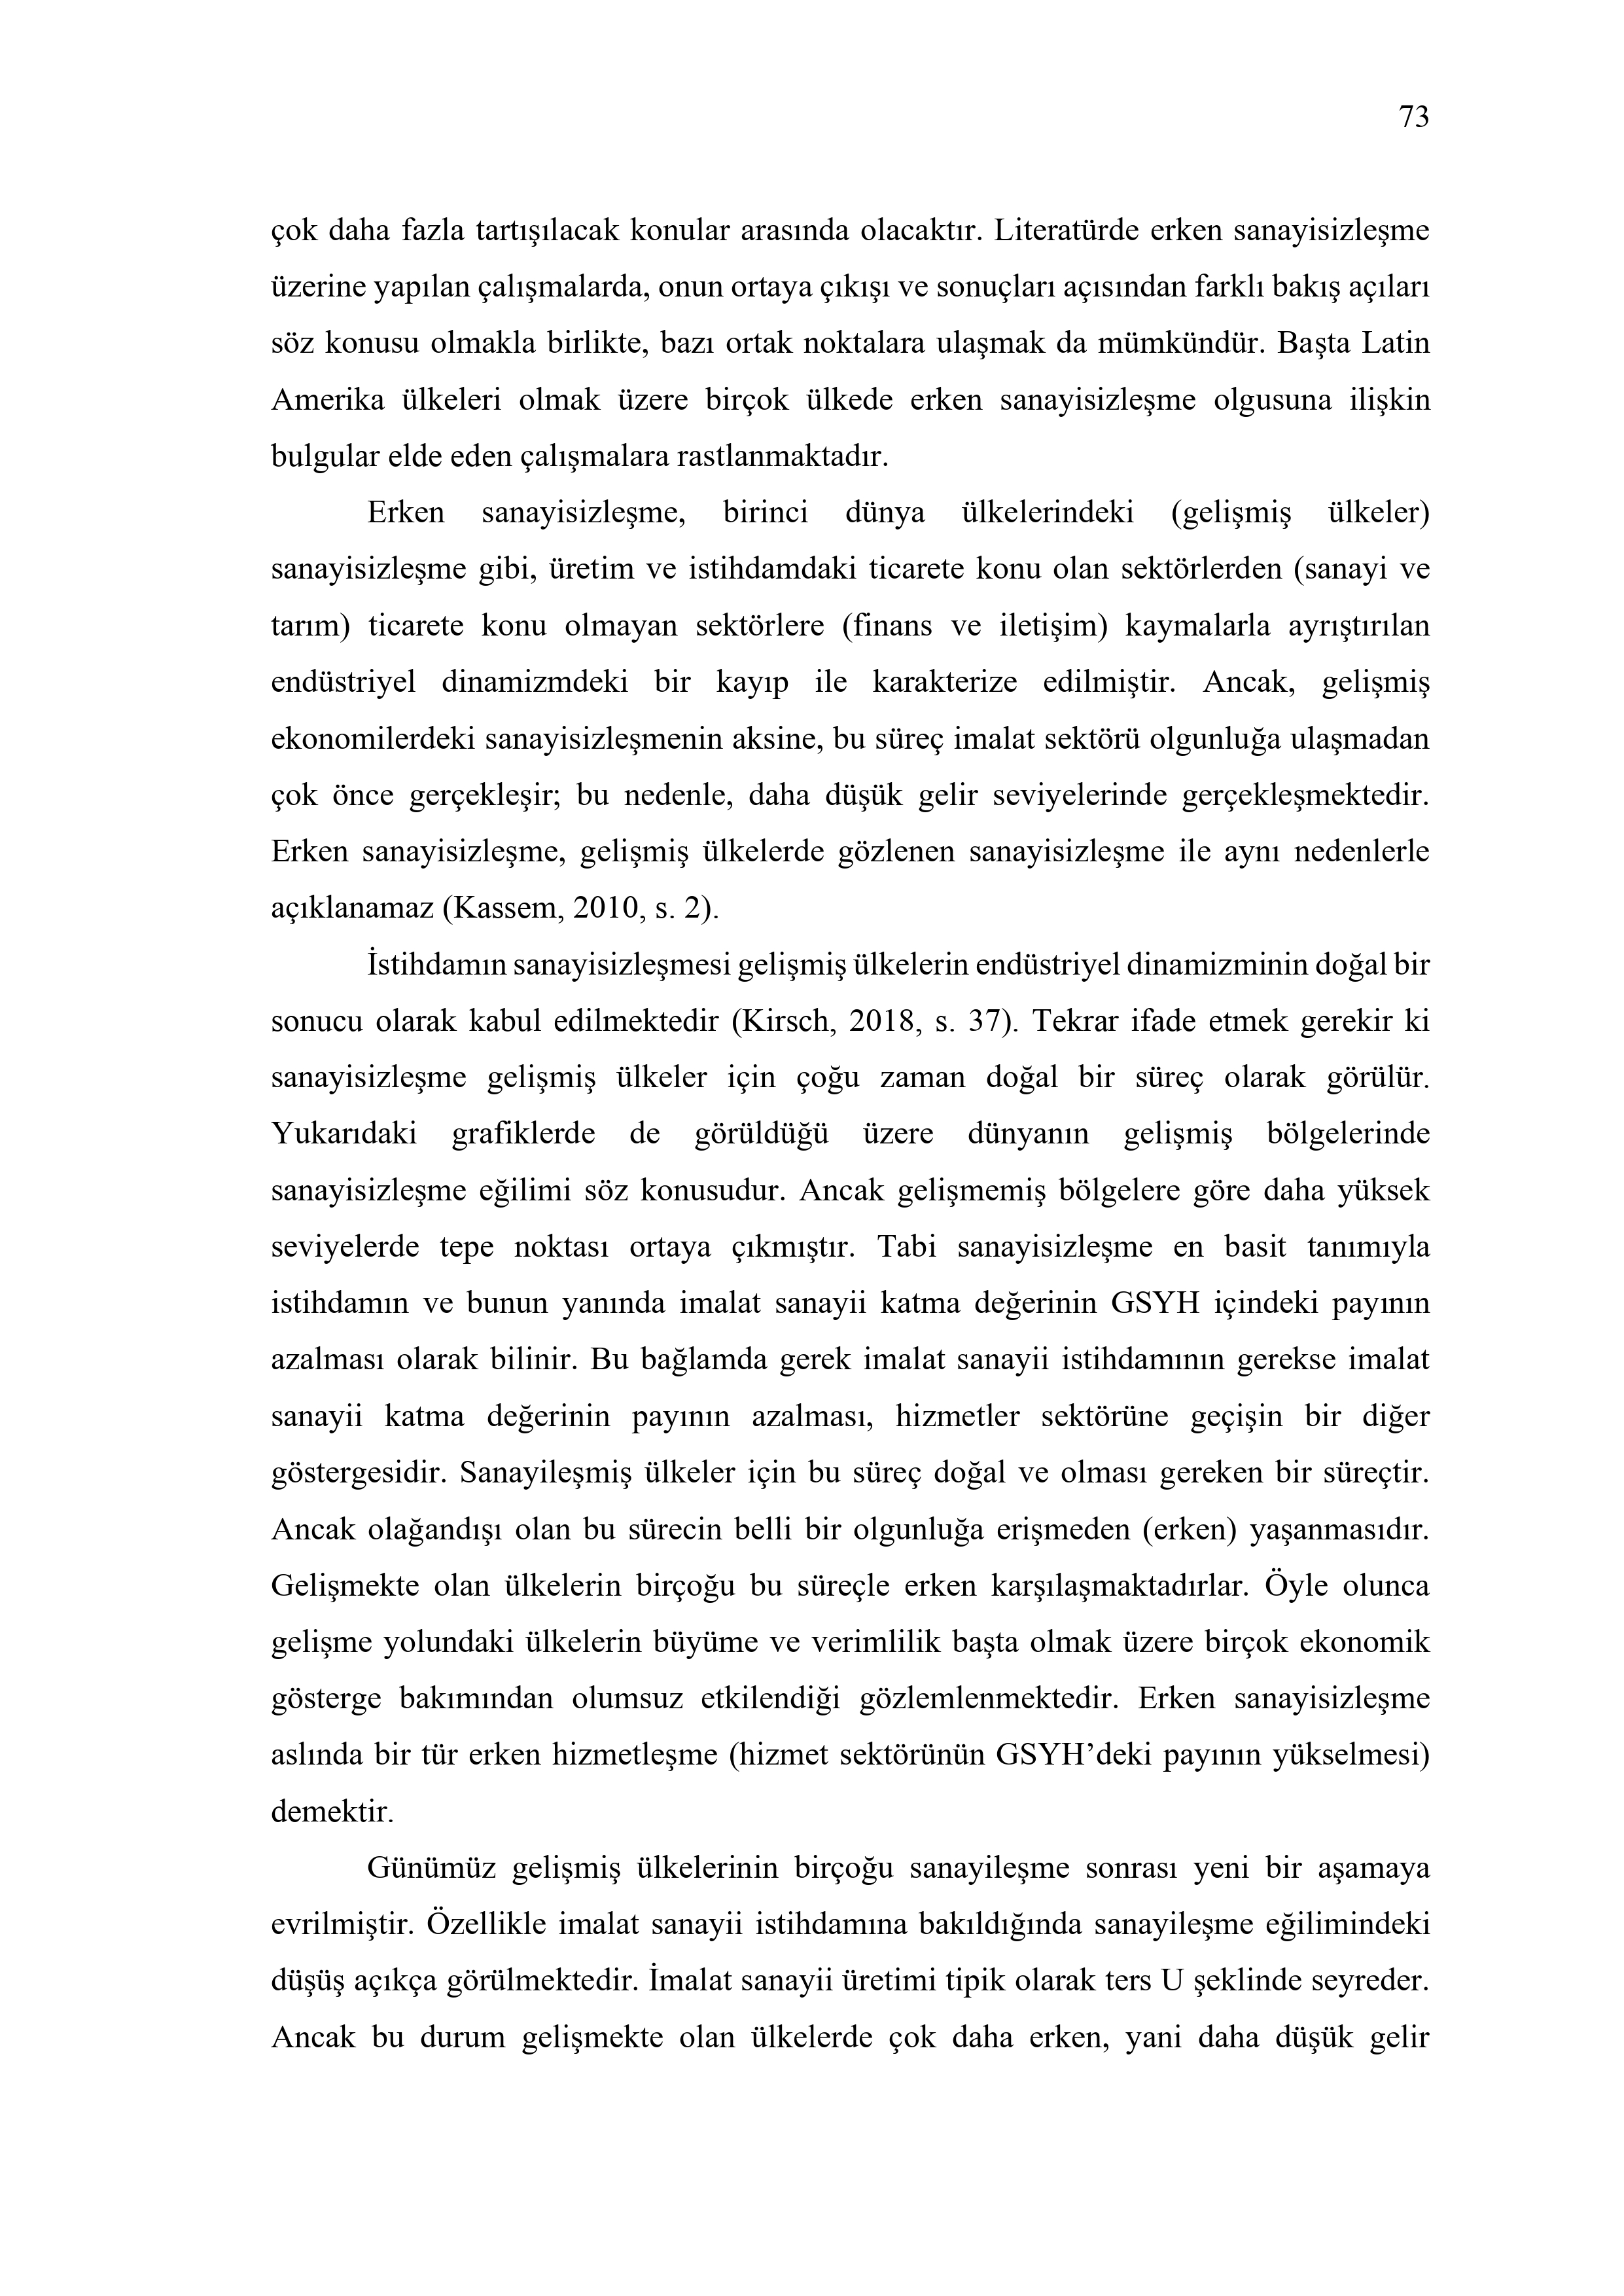 73
çok daha fazla tartışılacak konular arasında olacaktır. Literatürde erken sanayisizleşme
üzerine yapılan çalışmalarda, onun ortaya çıkışı ve sonuçları açısından farklı bakış açıları
söz konusu olmakla birlikte, bazı ortak noktalara ulaşmak da mümkündür. Başta Latin
Amerika ülkeleri olmak üzere birçok ülkede erken sanayisizleşme olgusuna ilişkin
bulgular elde eden çalışmalara rastlanmaktadır.
Erken sanayisizleşme, birinci dünya ülkelerindeki (gelişmiş ülkeler)
sanayisizleşme gibi, üretim ve istihdamdaki ticarete konu olan sektörlerden (sanayi ve
tarım) ticarete konu olmayan sektörlere (finans ve iletişim) kaymalarla ayrıştırılan
endüstriyel dinamizmdeki bir kayıp ile karakterize edilmiştir. Ancak, gelişmiş
ekonomilerdeki sanayisizleşmenin aksine, bu süreç imalat sektörü olgunluğa ulaşmadan
çok önce gerçekleşir; bu nedenle, daha düşük gelir seviyelerinde gerçekleşmektedir.
Erken sanayisizleşme, gelişmiş ülkelerde gözlenen sanayisizleşme ile aynı nedenlerle
açıklanamaz (Kassem, 2010, s. 2).
İstihdamın sanayisizleşmesi gelişmiş ülkelerin endüstriyel dinamizminin doğal bir
sonucu olarak kabul edilmektedir (Kirsch, 2018, s. 37). Tekrar ifade etmek gerekir ki
sanayisizleşme gelişmiş ülkeler için çoğu zaman doğal bir süreç olarak görülür.
Yukarıdaki grafiklerde de görüldüğü üzere dünyanın gelişmiş bölgelerinde
sanayisizleşme eğilimi söz konusudur. Ancak gelişmemiş bölgelere göre daha yüksek
seviyelerde tepe noktası ortaya çıkmıştır. Tabi sanayisizleşme en basit tanımıyla
istihdamın ve bunun yanında imalat sanayii katma değerinin GSYH içindeki payının
azalması olarak bilinir. Bu bağlamda gerek imalat sanayii istihdamının gerekse imalat
sanayii katma değerinin payının azalması, hizmetler sektörüne geçişin bir diğer
göstergesidir. Sanayileşmiş ülkeler için bu süreç doğal ve olması gereken bir süreçtir.
Ancak olağandışı olan bu sürecin belli bir olgunluğa erişmeden (erken) yaşanmasıdır.
Gelişmekte olan ülkelerin birçoğu bu süreçle erken karşılaşmaktadırlar. Öyle olunca
gelişme yolundaki ülkelerin büyüme ve verimlilik başta olmak üzere birçok ekonomik
gösterge bakımından olumsuz etkilendiği gözlemlenmektedir. Erken sanayisizleşme
aslında bir tür erken hizmetleşme (hizmet sektörünün GSYH’deki payının yükselmesi)
demektir.
Günümüz gelişmiş ülkelerinin birçoğu sanayileşme sonrası yeni bir aşamaya
evrilmiştir. Özellikle imalat sanayii istihdamına bakıldığında sanayileşme eğilimindeki
düşüş açıkça görülmektedir. İmalat sanayii üretimi tipik olarak ters U şeklinde seyreder.
Ancak bu durum gelişmekte olan ülkelerde çok daha erken, yani daha düşük gelir